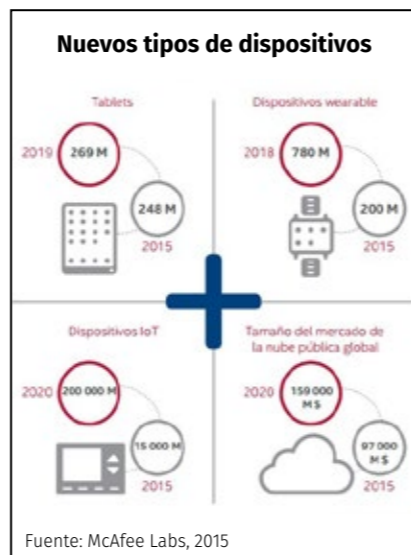 Nuevos tipos de dispositivos
Tablets
2019
269 M
248 M
2015
Dispositivos wearable
2018
780 M
200 M
2015
Dispositivos IoT
2020
200 000 M
15 000 M
2015
Tamaño del mercado de
la nube pública global
2020
159 000
M $
97 000
M $
2015
Fuente: McAfee Labs, 2015